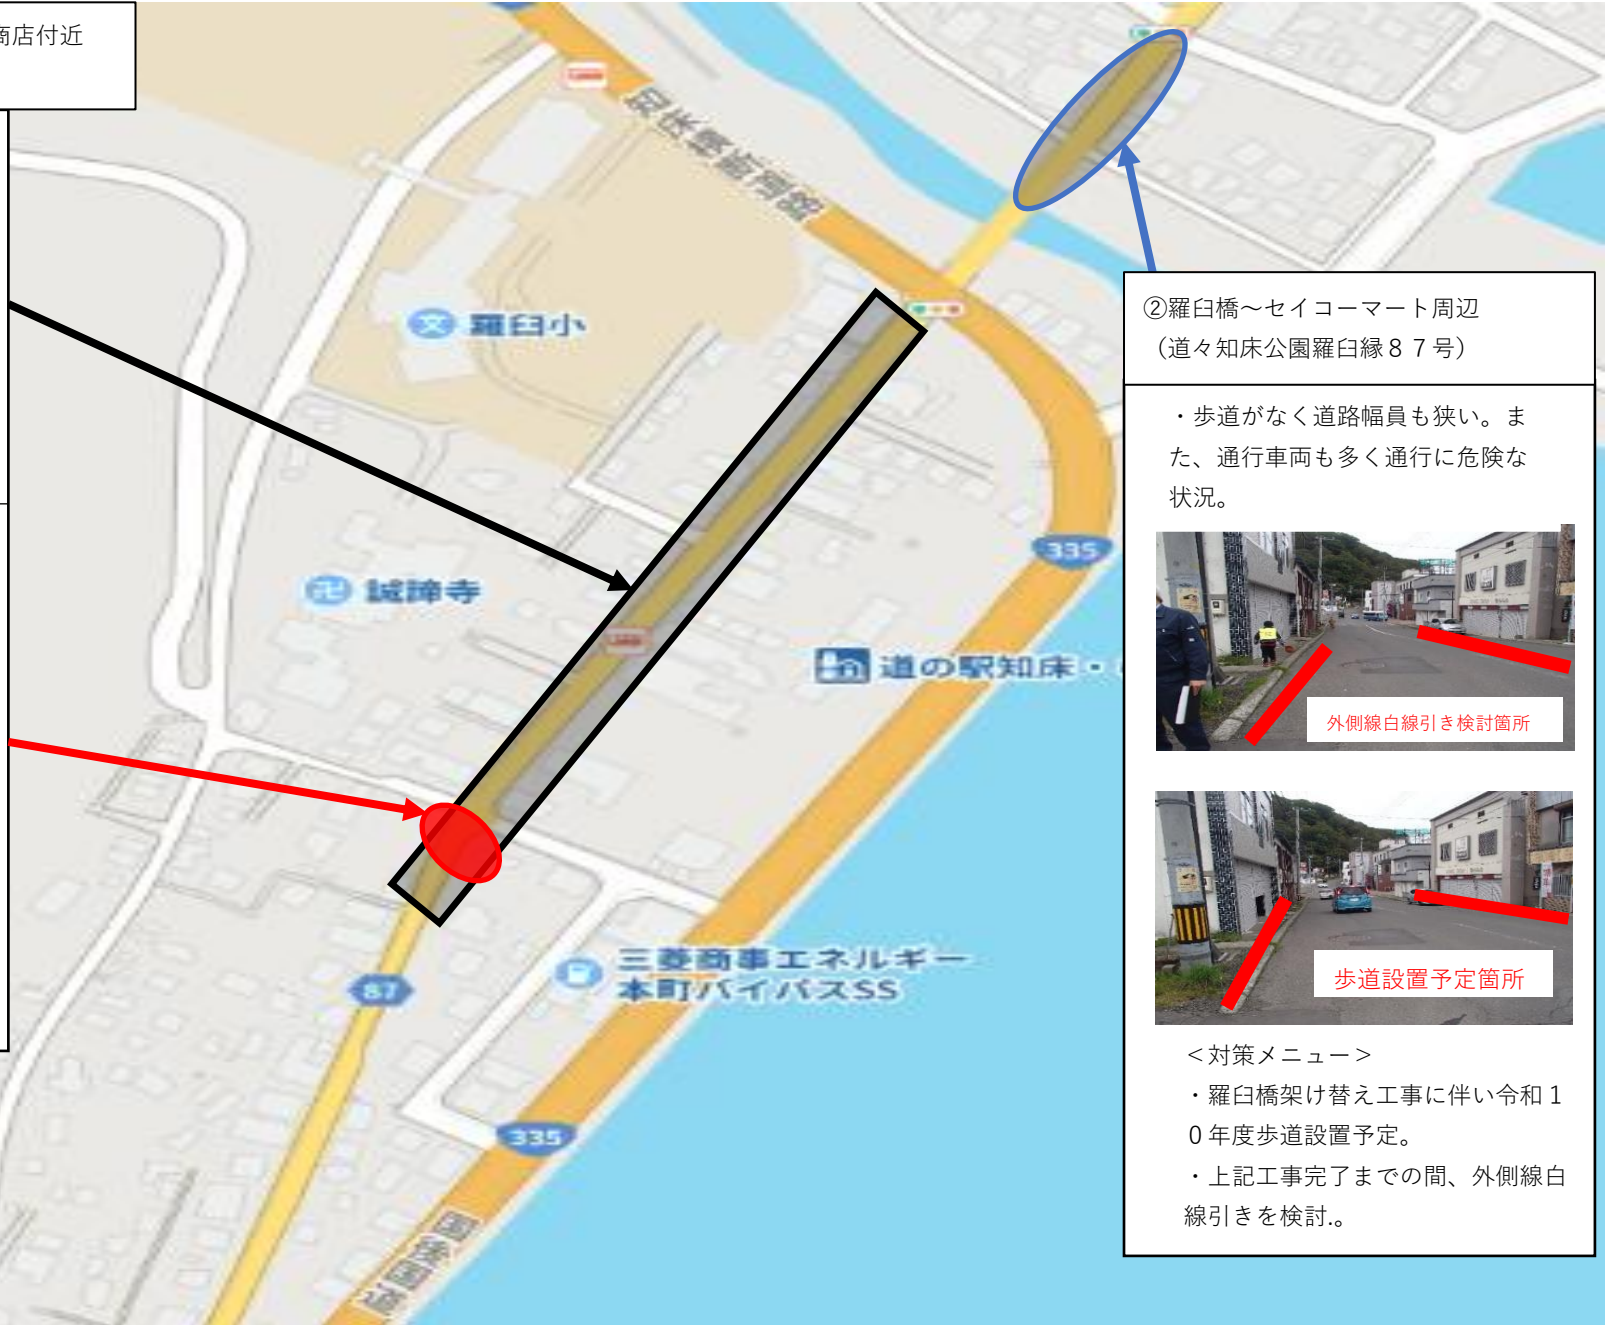 商店付近
羅臼小
②羅臼橋～セイコーマート周辺
（道々知床公園羅臼縁８７号）
・歩道がなく道路幅員も狭い。ま
た、通行車両も多く通行に危険な
状況。
335
誠諦寺
道の駅知床・
外側線白線引き検討箇所
三菱商事エネルギー
本町バイパスSS
歩道設置予定箇所
87
＜対策メニュー＞
・羅臼橋架け替え工事に伴い令和１
０年度歩道設置予定。
・上記工事完了までの間、外側線白
線引きを検討.。
335
国後国道